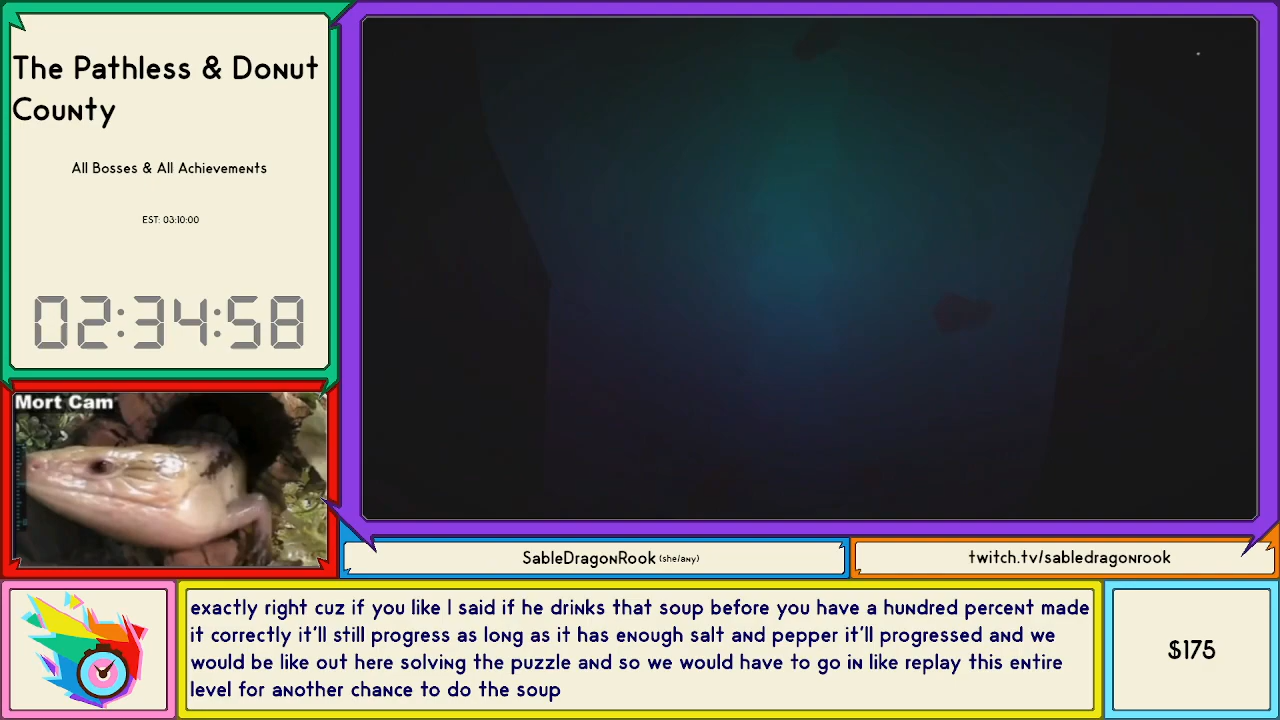 The Pathless & Donut
County
All Bosses & All Achievements
EST: 03:10:00
02:34:58
Mort Cam
SableDragonRook (she/any)
twitch.tv/sabledragonrook
exactly right cuz if you like I said if he drinks that soup before you have a hundred percent made
it correctly it'll still progress as long as it has enough salt and pepper it'll progressed and we
would be like out here solving the puzzle and so we would have to go in like replay this entire
level for another chance to do the soup
$175